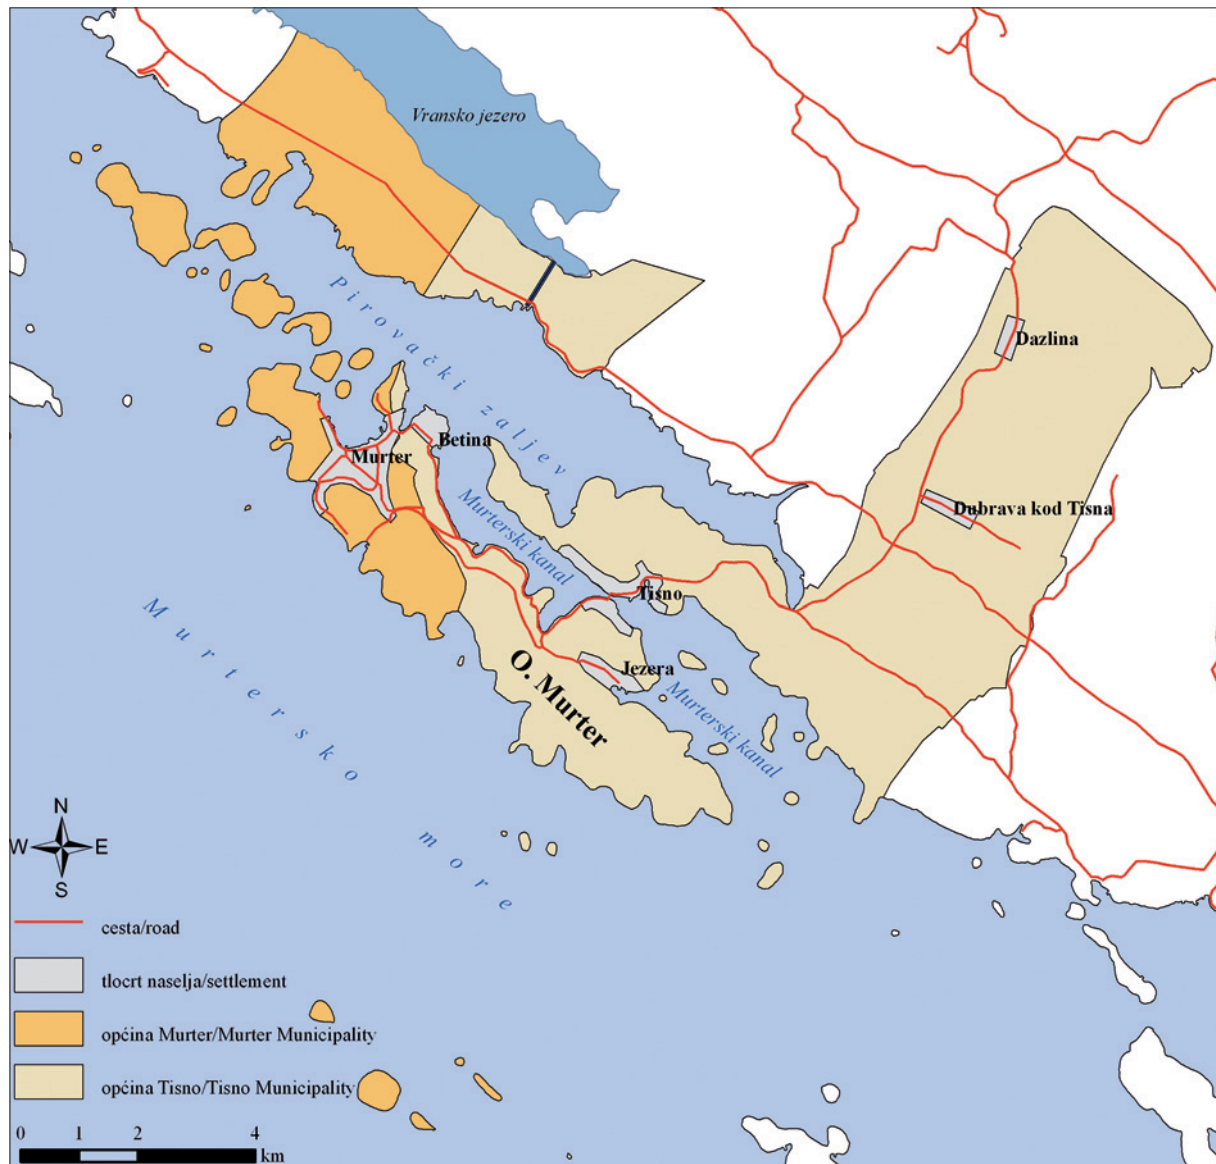 Vransko jezero
Pirovački zaljev
Dazlina
Betina
Murter
Dubrava kod Tisna
Murterski kanal
Tisno
Jezera
O. Murter
Murterski kanal
Mursersko more
N
W E
S
cesta/road
tlocrt naselja/settlement
općina Murter/Murter Municipality
općina Tisno/Tisno Municipality
0 1 2 4
km